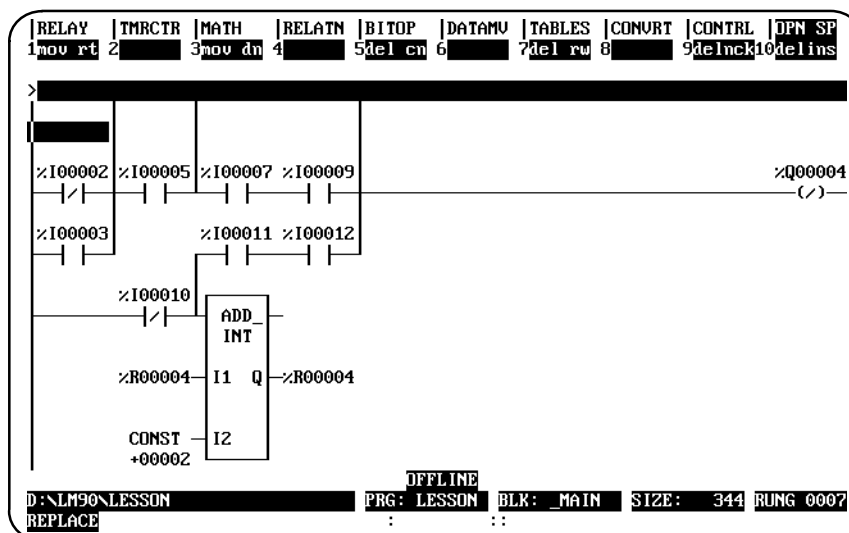 RELAY |TMRCTR |MATH |RELATN |BITOP |DATAMV |TABLES |CONVRT |CONTRL |OPN SP
1mov rt 2 3mov dn 4 5del cn 6 7del rw 8 9delnck10delins
>
%I00002 %I00005 %I00007 %I00009 %Q00004
%I00003 %I00011 %I00012
%I00010
ADD_
INT
%R00004 I1 Q %R00004
CONST I2
+00002
OFFLINE
D:\LM90\LESSON PRG: LESSON BLK: _MAIN SIZE: 344 RUNG 0007
REPLACE : ::